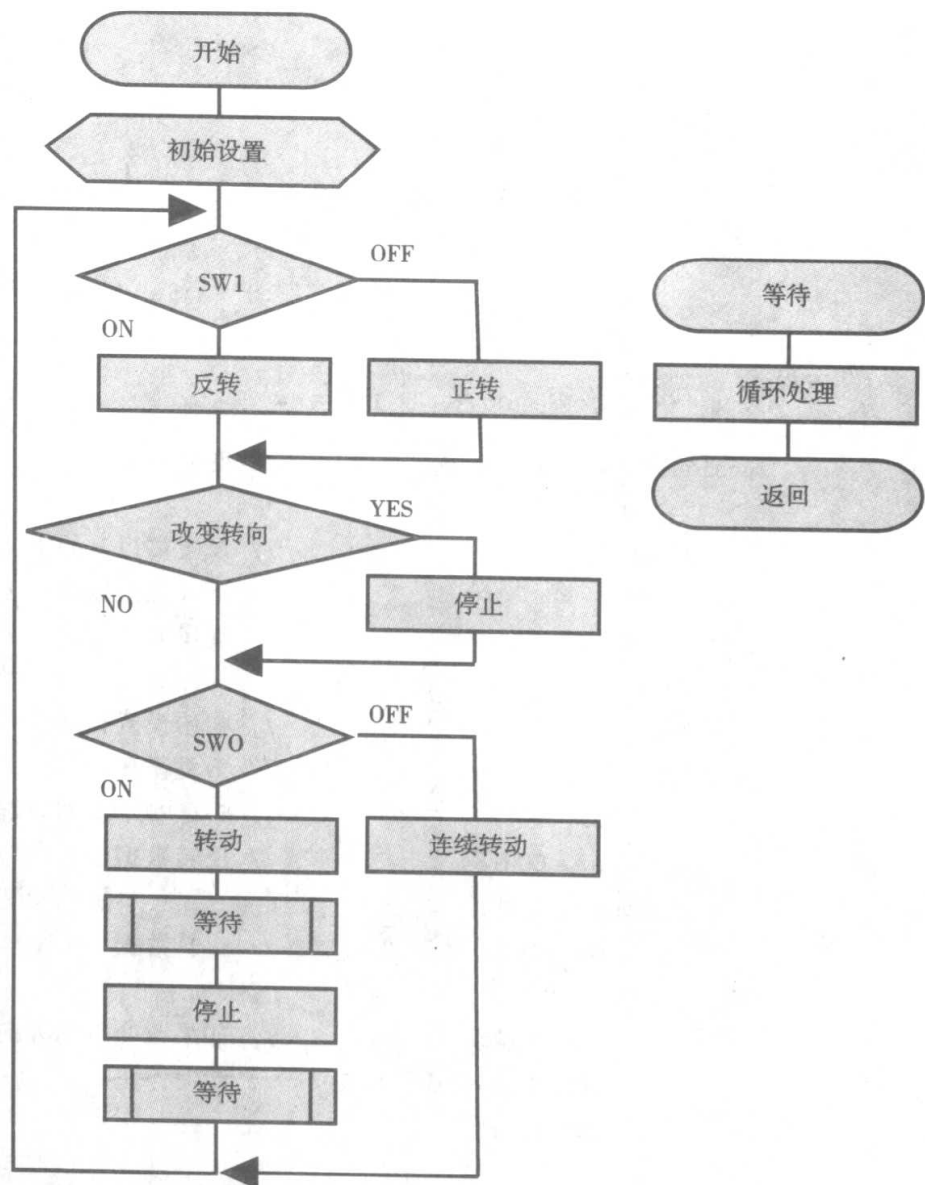 开始
初始设置
SW1
OFF
ON
反转
正转
改变转向
YES
NO
停止
SWO
OFF
ON
转动
连续转动
等待
停止
等待
等待
循环处理
返回